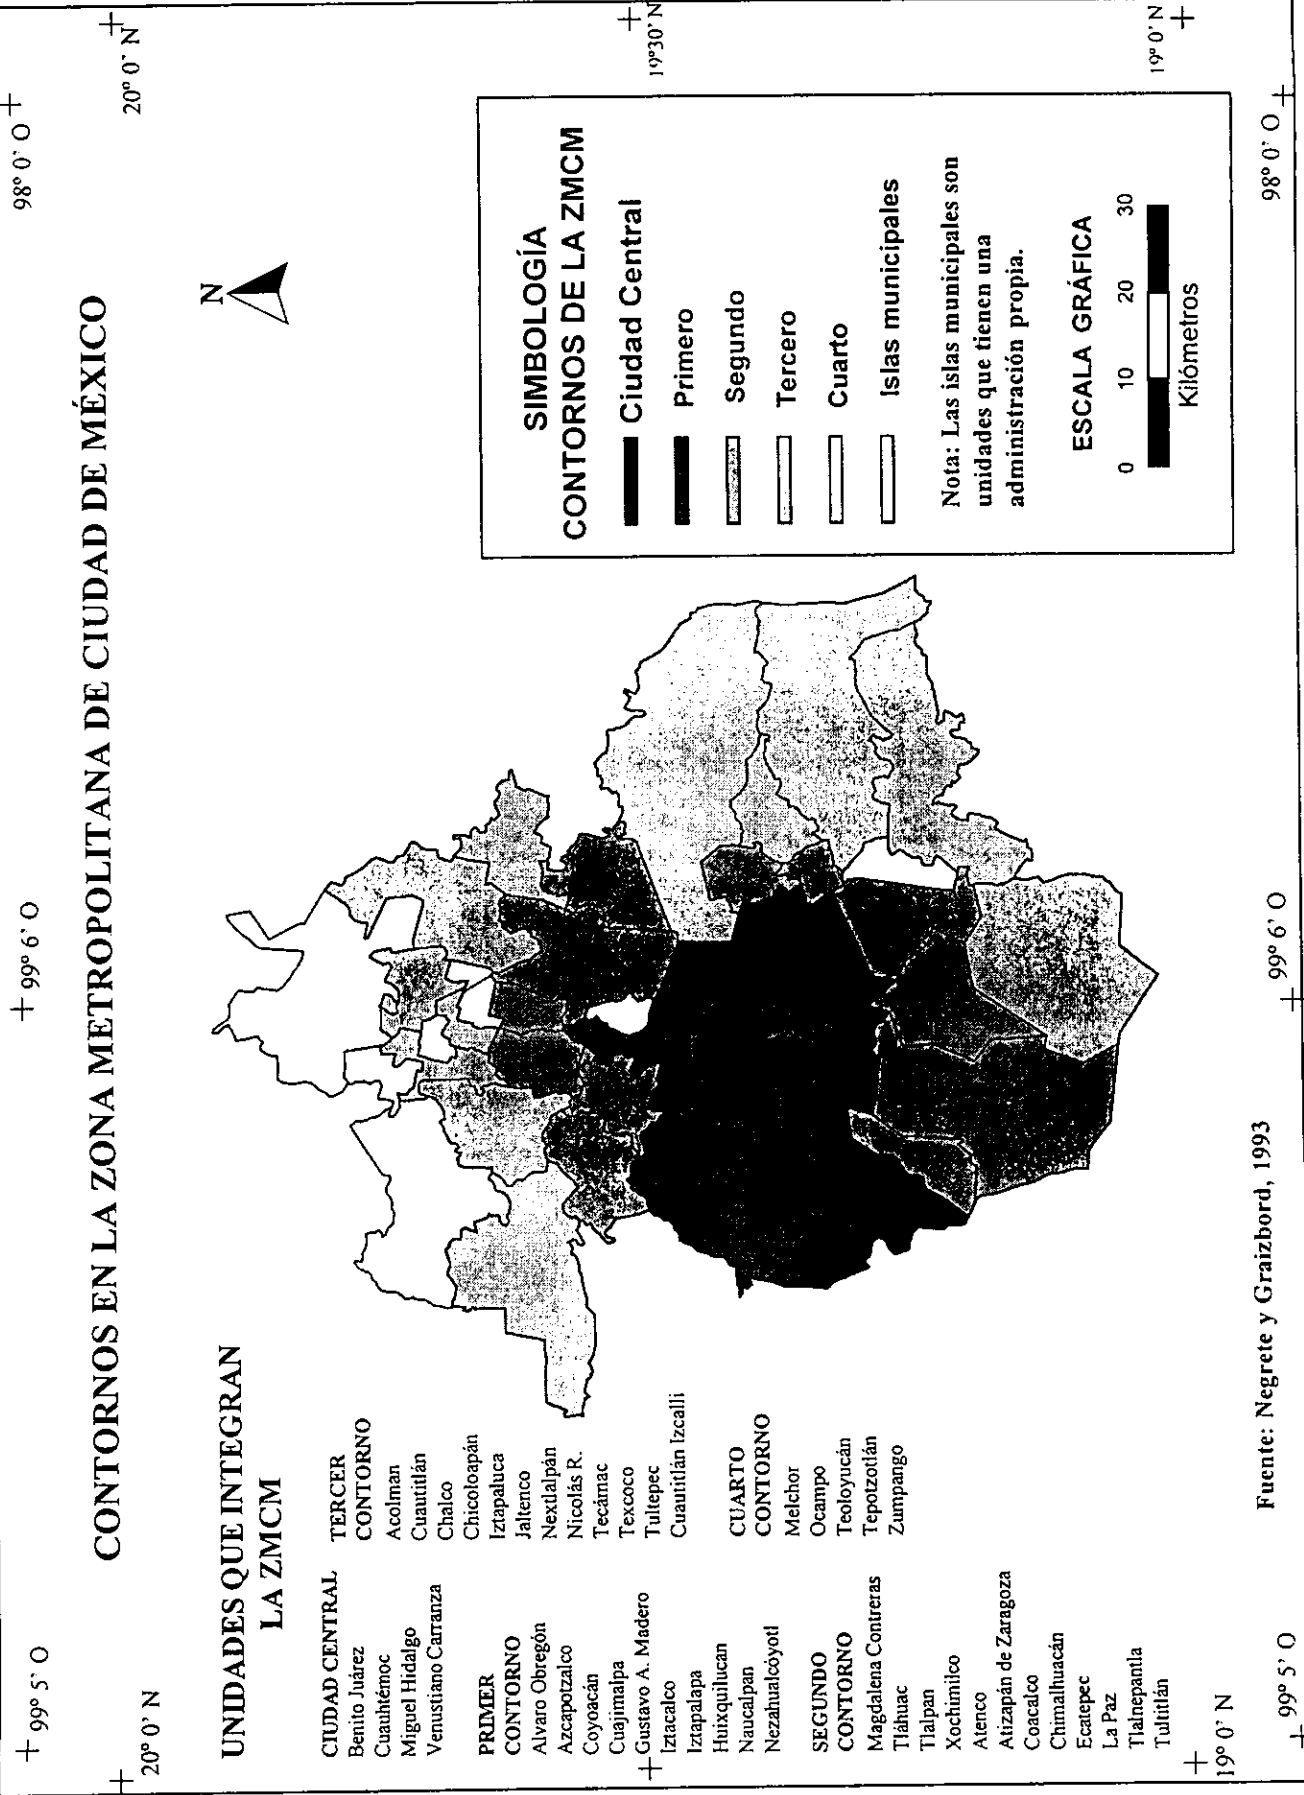 CONTORNOS EN LA ZONA METROPOLITANA DE CIUDAD DE MÉXICO
99° 5' O
99° 6' O
98° 0' O
20° 0' N
20° 0' N
19°30' N
19° 0' N
19° 0' N
99° 5' O
99° 6' O
98° 0' O
N
UNIDADES QUE INTEGRAN
LA ZMCM
CIUDAD CENTRAL
Benito Juárez
Cuauhtémoc
Miguel Hidalgo
Venustiano Carranza
PRIMER
CONTORNO
Alvaro Obregón
Azcapotzalco
Coyoacán
Cuajimalpa
Gustavo A. Madero
Iztacalco
Iztapalapa
Huixquilucan
Naucalpan
Nezahualcóyotl
SEGUNDO
CONTORNO
Magdalena Contreras
Tláhuac
Tlalpan
Xochimilco
Atenco
Atizapán de Zaragoza
Coacalco
Chimalhuacán
Ecatepec
La Paz
Tlalnepantla
Tultitlán
TERCER
CONTORNO
Acolman
Cuautitlán
Chalco
Chicoloapán
Iztapaluca
Jaltenco
Nextlalpán
Nicolás R.
Tecámac
Texcoco
Tultepec
Cuautitlán Izcalli
CUARTO
CONTORNO
Melchor
Ocampo
Teoloyucán
Tepotzotlán
Zumpango
SIMBOLOGÍA
CONTORNOS DE LA ZMCM
Ciudad Central
Primero
Segundo
Tercero
Cuarto
Islas municipales
Nota: Las islas municipales son
unidades que tienen una
administración propia.
ESCALA GRÁFICA
0 10 20 30
Kilómetros
Fuente: Negrete y Graizbord, 1993